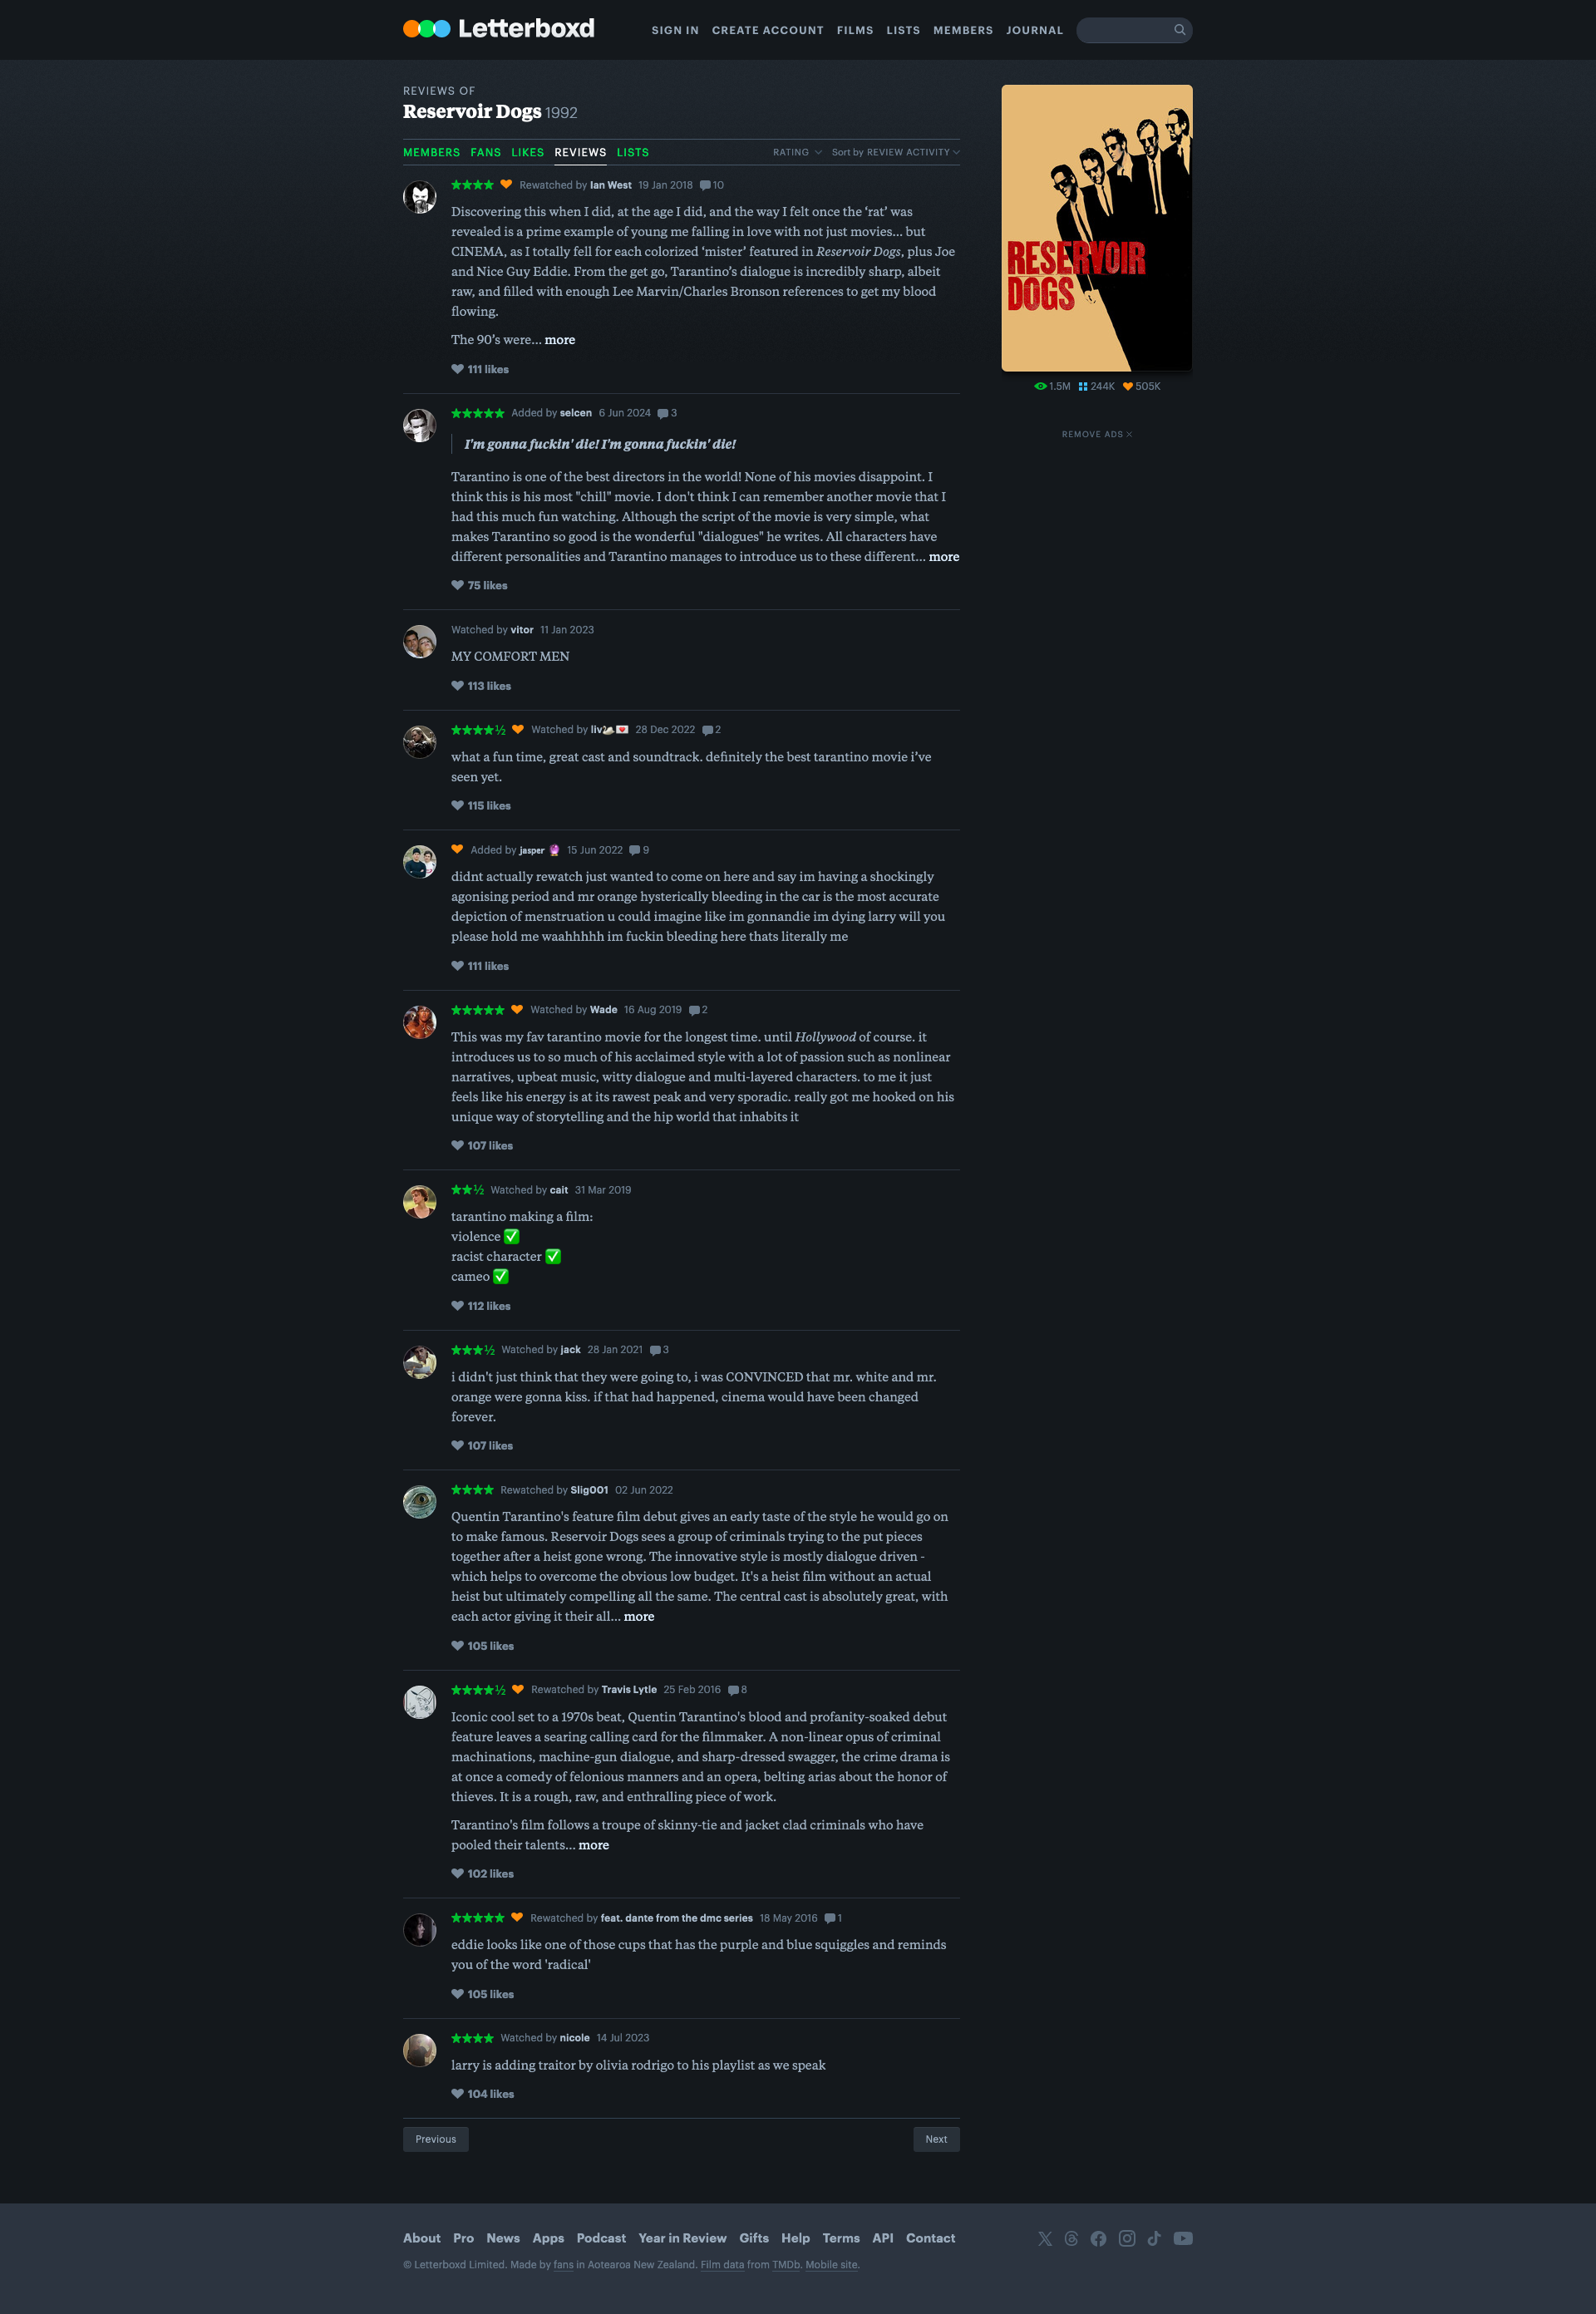 Letterboxd
SIGN IN CREATE ACCOUNT FILMS LISTS MEMBERS JOURNAL
REVIEWS OF
Reservoir Dogs 1992
MEMBERS FANS LIKES REVIEWS LISTS RATING Sort by REVIEW ACTIVITY
★★★★ Rewatched by Ian West 19 Jan 2018 10
Discovering this when I did, at the age I did, and the way I felt once the ‘rat’ was
revealed is a prime example of young me falling in love with not just movies… but
CINEMA, as I totally fell for each colorized ‘mister’ featured in Reservoir Dogs, plus Joe
and Nice Guy Eddie. From the get go, Tarantino’s dialogue is incredibly sharp, albeit
raw, and filled with enough Lee Marvin/Charles Bronson references to get my blood
flowing.
The 90’s were… more
111 likes
★★★★★ Added by selcen 6 Jun 2024 3
I'm gonna fuckin' die! I'm gonna fuckin' die!
Tarantino is one of the best directors in the world! None of his movies disappoint. I
think this is his most "chill" movie. I don't think I can remember another movie that I
had this much fun watching. Although the script of the movie is very simple, what
makes Tarantino so good is the wonderful "dialogues" he writes. All characters have
different personalities and Tarantino manages to introduce us to these different… more
75 likes
Watched by vitor 11 Jan 2023
MY COMFORT MEN
113 likes
★★★★½ Watched by liv🦢💌 28 Dec 2022 2
what a fun time, great cast and soundtrack. definitely the best tarantino movie i’ve
seen yet.
115 likes
Added by jasper 🔮 15 Jun 2022 9
didnt actually rewatch just wanted to come on here and say im having a shockingly
agonising period and mr orange hysterically bleeding in the car is the most accurate
depiction of menstruation u could imagine like im gonnandie im dying larry will you
please hold me waahhhhh im fuckin bleeding here thats literally me
111 likes
★★★★★ Watched by Wade 16 Aug 2019 2
This was my fav tarantino movie for the longest time. until Hollywood of course. it
introduces us to so much of his acclaimed style with a lot of passion such as nonlinear
narratives, upbeat music, witty dialogue and multi-layered characters. to me it just
feels like his energy is at its rawest peak and very sporadic. really got me hooked on his
unique way of storytelling and the hip world that inhabits it
107 likes
★★½ Watched by cait 31 Mar 2019
tarantino making a film:
violence ✅
racist character ✅
cameo ✅
112 likes
★★★½ Watched by jack 28 Jan 2021 3
i didn't just think that they were going to, i was CONVINCED that mr. white and mr.
orange were gonna kiss. if that had happened, cinema would have been changed
forever.
107 likes
★★★★ Rewatched by Slig001 02 Jun 2022
Quentin Tarantino's feature film debut gives an early taste of the style he would go on
to make famous. Reservoir Dogs sees a group of criminals trying to the put pieces
together after a heist gone wrong. The innovative style is mostly dialogue driven -
which helps to overcome the obvious low budget. It's a heist film without an actual
heist but ultimately compelling all the same. The central cast is absolutely great, with
each actor giving it their all… more
105 likes
★★★★½ Rewatched by Travis Lytle 25 Feb 2016 8
Iconic cool set to a 1970s beat, Quentin Tarantino's blood and profanity-soaked debut
feature leaves a searing calling card for the filmmaker. A non-linear opus of criminal
machinations, machine-gun dialogue, and sharp-dressed swagger, the crime drama is
at once a comedy of felonious manners and an opera, belting arias about the honor of
thieves. It is a rough, raw, and enthralling piece of work.
Tarantino's film follows a troupe of skinny-tie and jacket clad criminals who have
pooled their talents… more
102 likes
★★★★★ Rewatched by feat. dante from the dmc series 18 May 2016 1
eddie looks like one of those cups that has the purple and blue squiggles and reminds
you of the word 'radical'
105 likes
★★★★ Watched by nicole 14 Jul 2023
larry is adding traitor by olivia rodrigo to his playlist as we speak
104 likes
Previous Next
RESERVOIR
DOGS
1.5M 244K 505K
REMOVE ADS
About Pro News Apps Podcast Year in Review Gifts Help Terms API Contact
© Letterboxd Limited. Made by fans in Aotearoa New Zealand. Film data from TMDb. Mobile site.